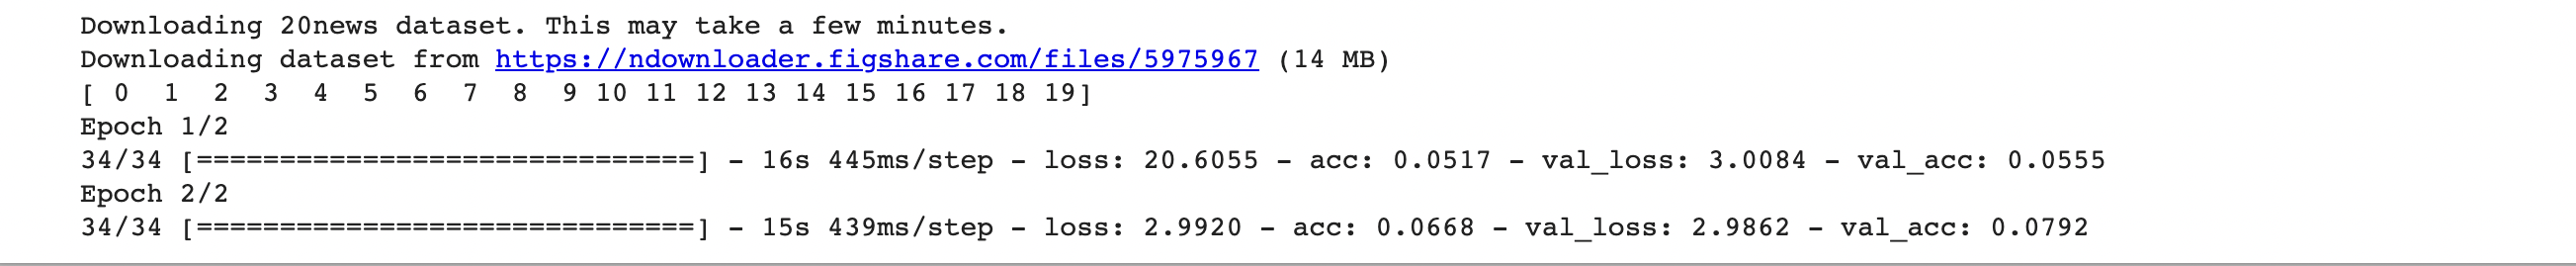 Downloading 20news dataset. This may take a few minutes.
Downloading dataset from https://ndownloader.figshare.com/files/5975967 (14 MB)
[ 0  1  2  3  4  5  6  7  8  9 10 11 12 13 14 15 16 17 18 19]
Epoch 1/2
34/34 [==============================] - 16s 445ms/step - loss: 20.6055 - acc: 0.0517 - val_loss: 3.0084 - val_acc: 0.0555
Epoch 2/2
34/34 [==============================] - 15s 439ms/step - loss: 2.9920 - acc: 0.0668 - val_loss: 2.9862 - val_acc: 0.0792